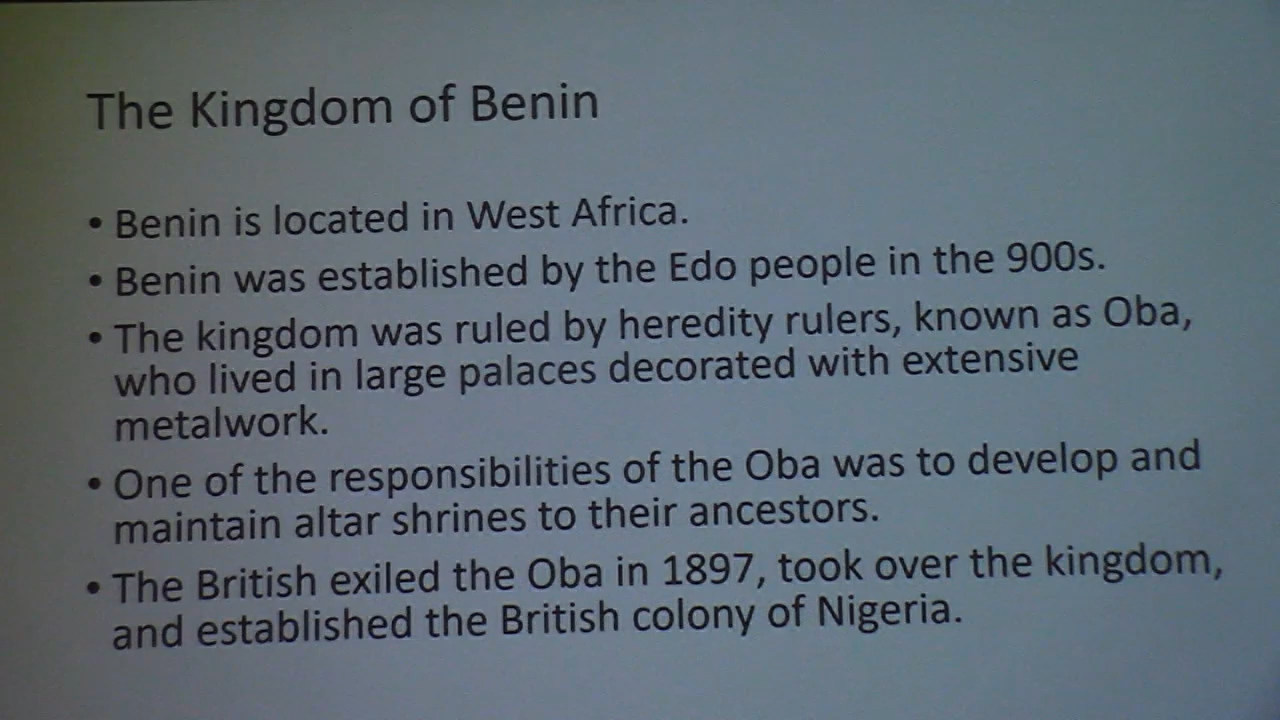 The Kingdom of Benin
• Benin is located in West Africa.
• Benin was established by the Edo people in the 900s.
• The kingdom was ruled by heredity rulers, known as Oba,
who lived in large palaces decorated with extensive
metalwork.
• One of the responsibilities of the Oba was to develop and
maintain altar shrines to their ancestors.
• The British exiled the Oba in 1897, took over the kingdom,
and established the British colony of Nigeria.